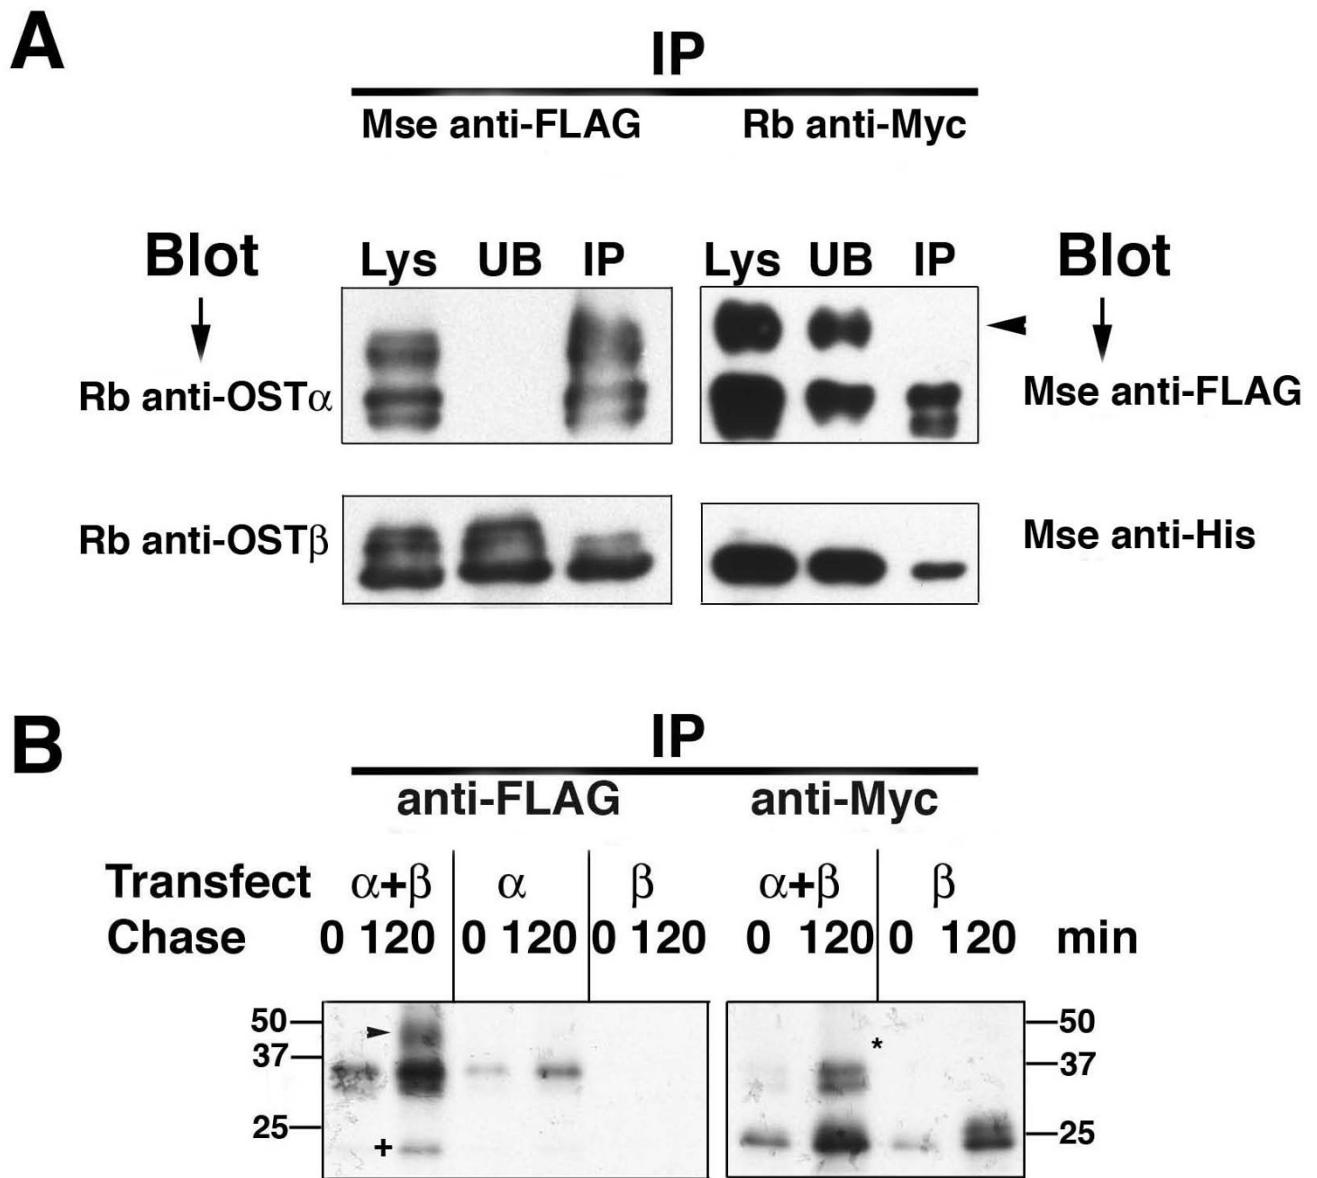 A
IP
Mse anti-FLAG Rb anti-Myc
Blot Lys UB IP Lys UB IP Blot
Rb anti-OSTα Mse anti-FLAG
Rb anti-OSTβ Mse anti-His
B
IP
anti-FLAG anti-Myc
Transfect α+β α β α+β β
Chase 0 120 0 120 0 120 0 120 0 120 min
50 50
* 
37 37
25 25
+